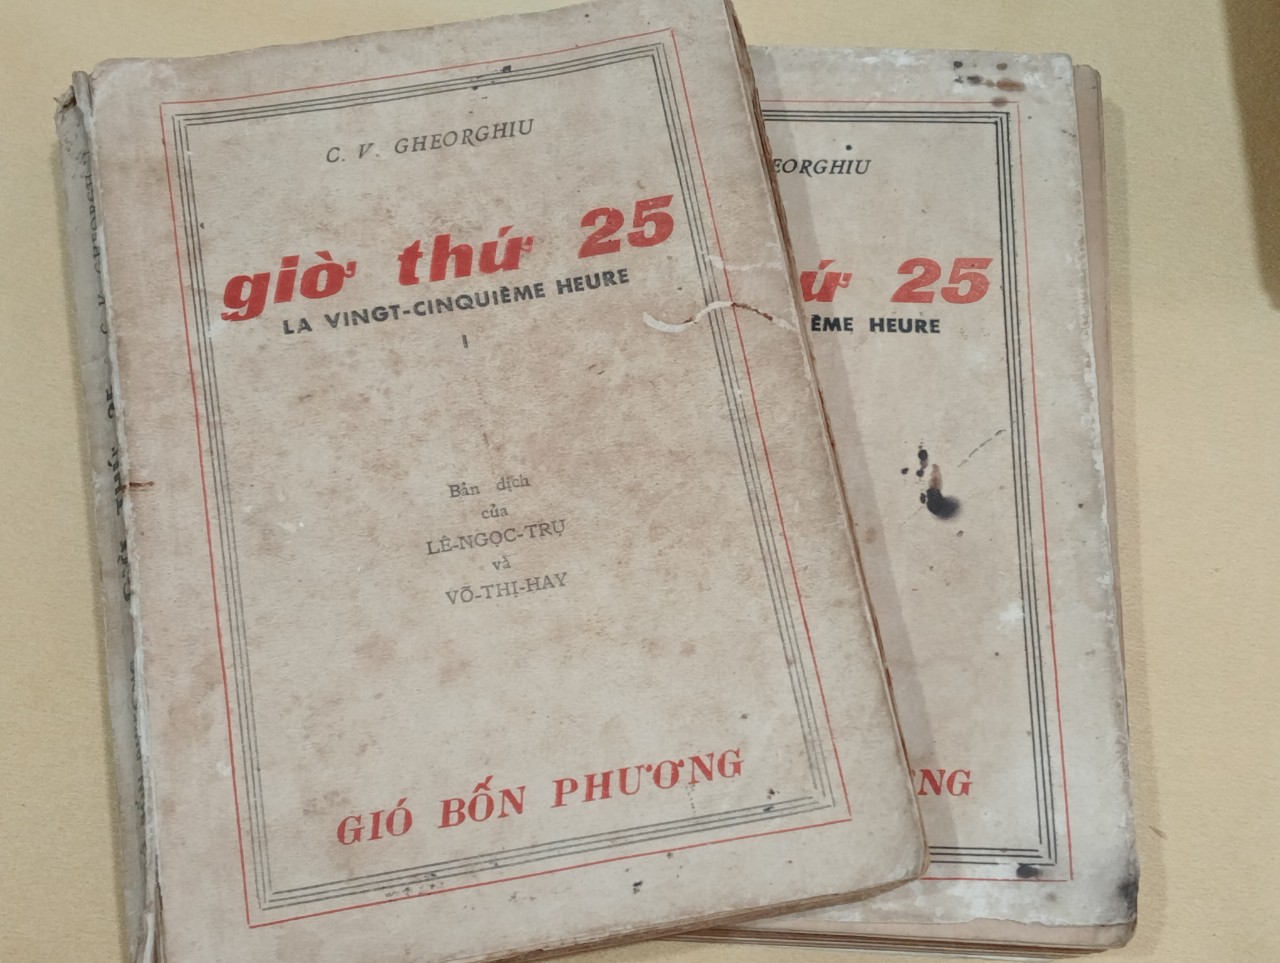 C. V. GHEORGHIU
giờ thứ 25
LA VINGT-CINQUIÈME HEURE
I
Bản dịch
của
LÊ-NGỌC-TRỤ
và
VÕ-THỊ-HAY
GIÓ BỐN PHƯƠNG
EORGHIU
ứ 25
ÈME HEURE
NG